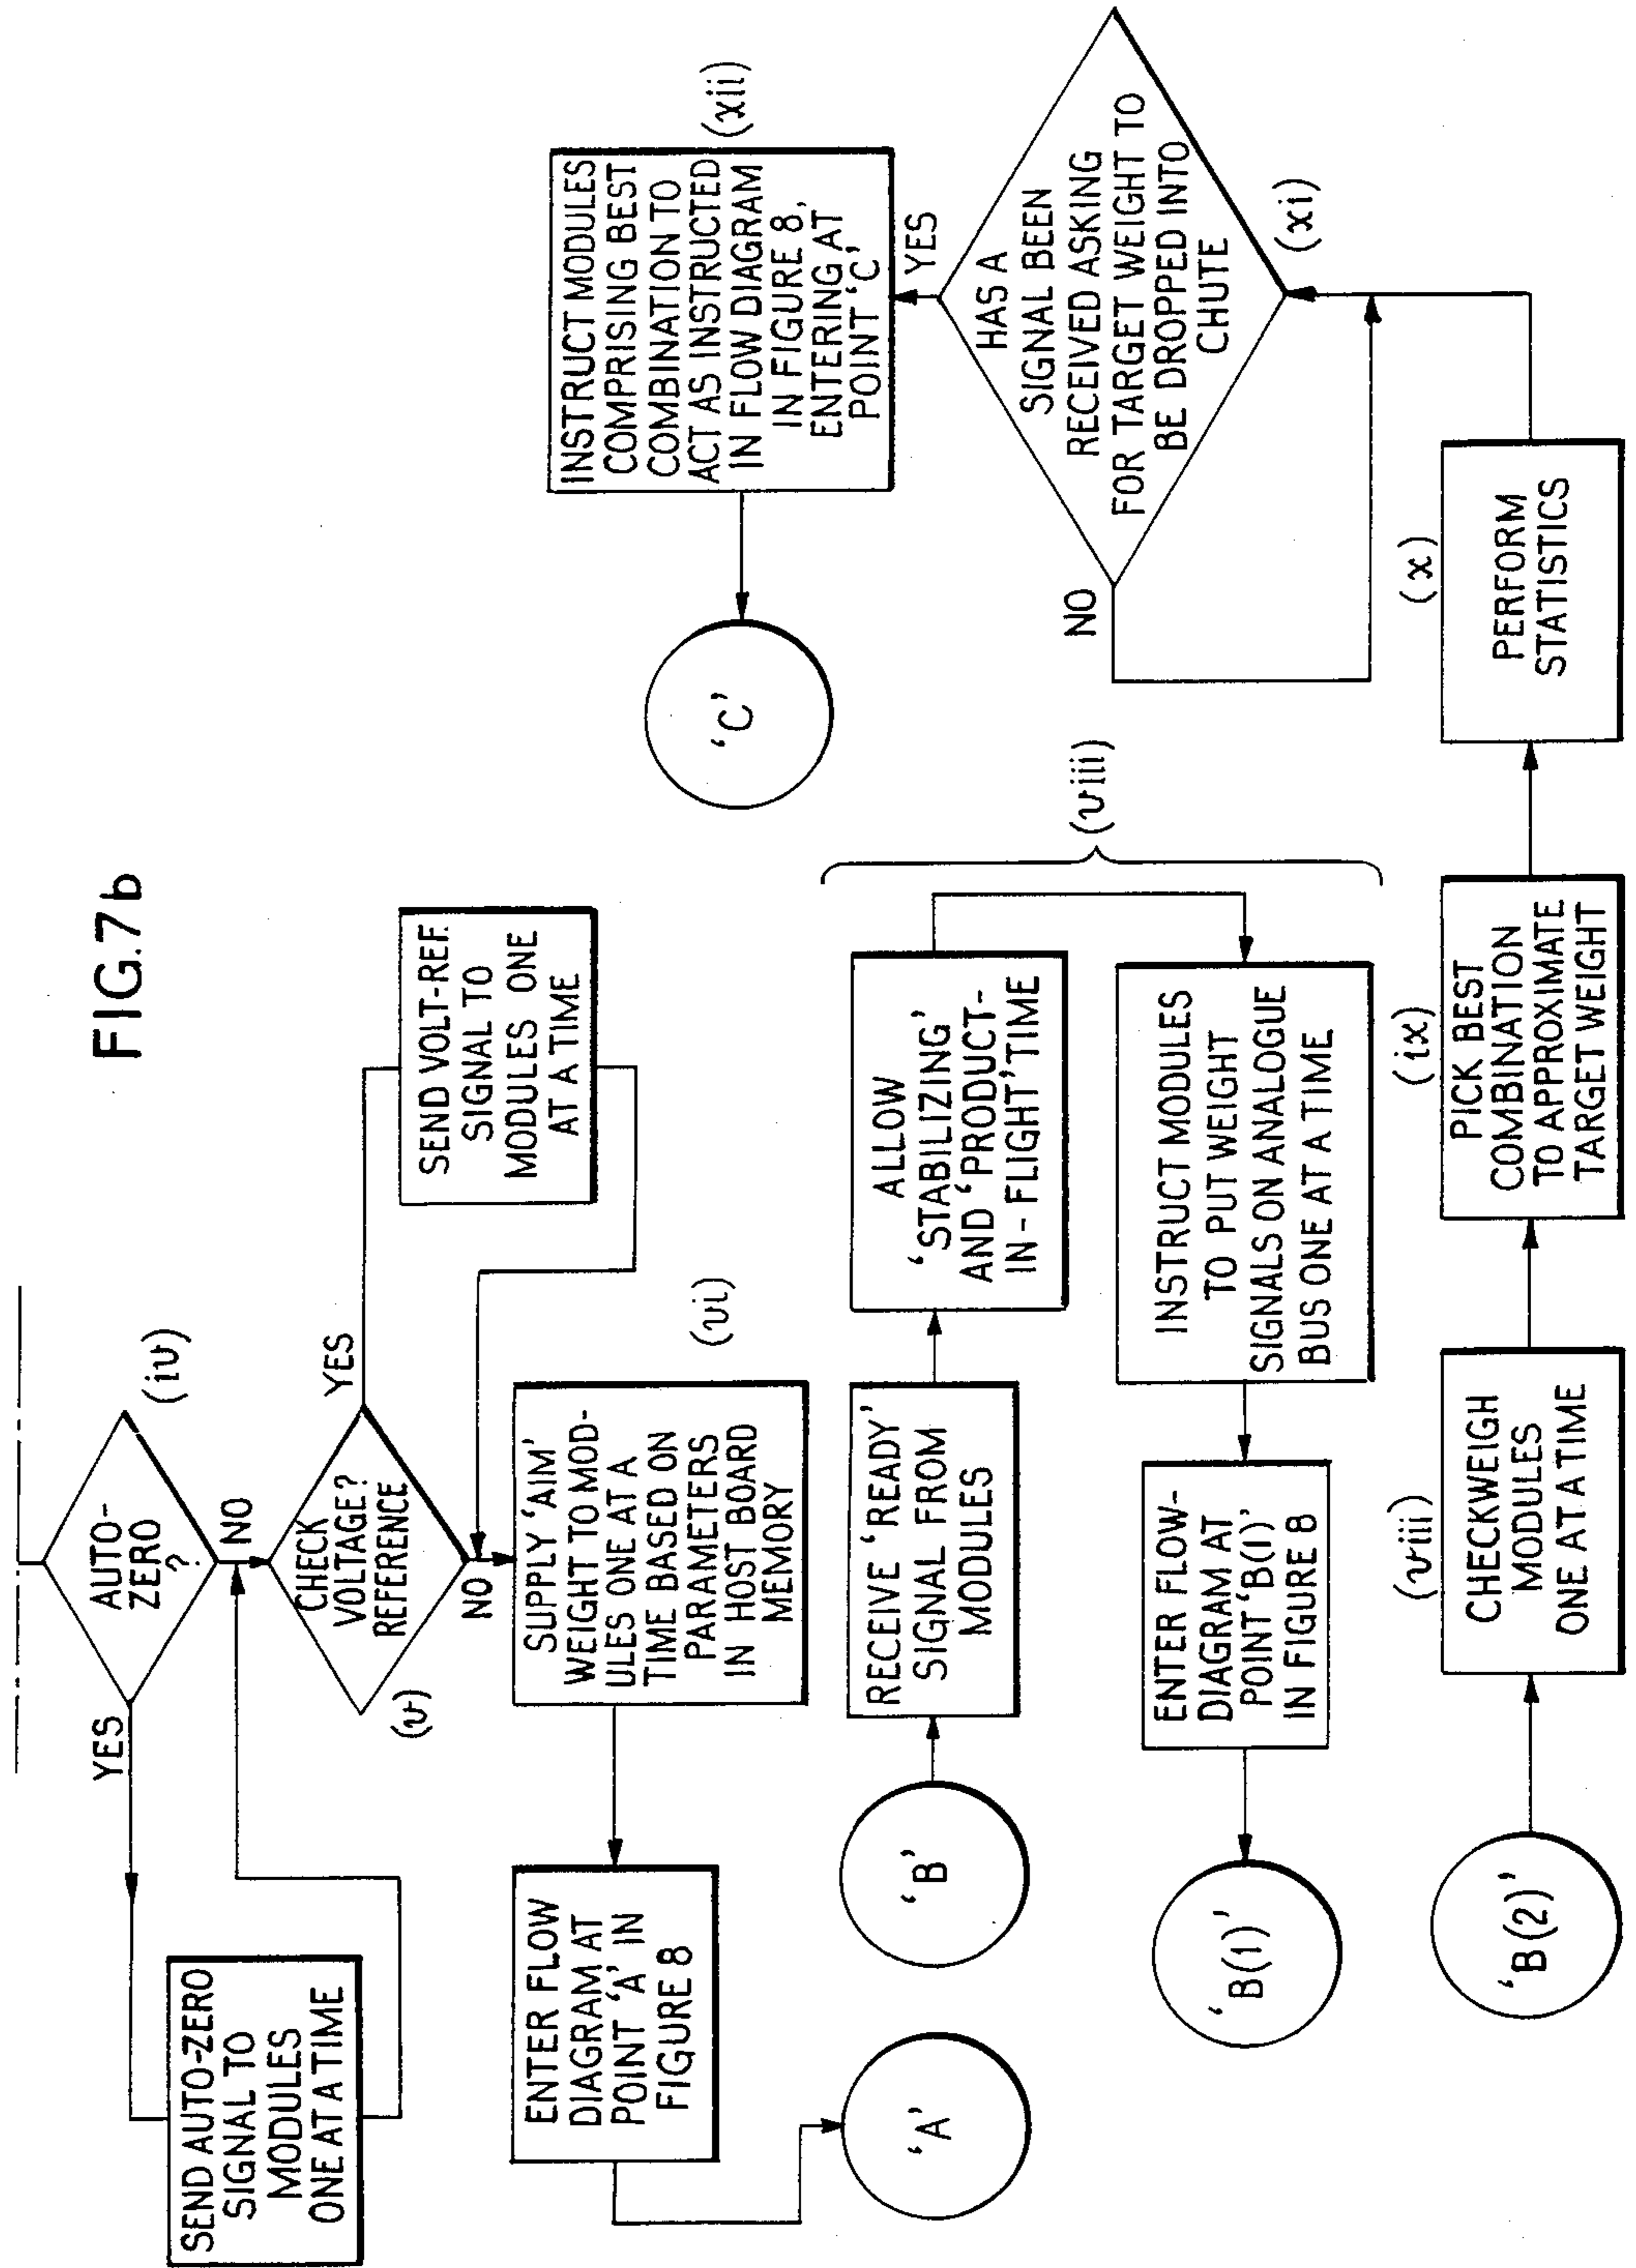 FIG.7b
AUTO-
ZERO
?
(iv)
YES
NO
SEND AUTO-ZERO
SIGNAL TO
MODULES
ONE AT A TIME
CHECK
VOLTAGE?
REFERENCE
(v)
YES
NO
SEND VOLT-REF.
SIGNAL TO
MODULES ONE
AT A TIME
SUPPLY 'AIM'
WEIGHT TO MOD-
ULES ONE AT A
TIME BASED ON
PARAMETERS
IN HOST BOARD
MEMORY
(vi)
ENTER FLOW
DIAGRAM AT
POINT 'A' IN
FIGURE 8
'A'
'B'
RECEIVE 'READY'
SIGNAL FROM
MODULES
ALLOW
'STABILIZING'
AND 'PRODUCT-
IN-FLIGHT' TIME
(viii)
INSTRUCT MODULES
TO PUT WEIGHT
SIGNALS ON ANALOGUE
BUS ONE AT A TIME
ENTER FLOW-
DIAGRAM AT
POINT 'B(1)'
IN FIGURE 8
'B(1)'
'B(2)'
(viii)
CHECKWEIGH
MODULES
ONE AT A TIME
(ix)
PICK BEST
COMBINATION
TO APPROXIMATE
TARGET WEIGHT
(x)
PERFORM
STATISTICS
HAS A
SIGNAL BEEN
RECEIVED ASKING
FOR TARGET WEIGHT TO
BE DROPPED INTO
CHUTE
(xi)
NO
YES
INSTRUCT MODULES
COMPRISING BEST
COMBINATION TO
ACT AS INSTRUCTED
IN FLOW DIAGRAM
IN FIGURE 8,
ENTERING AT
POINT 'C'
(xii)
'C'